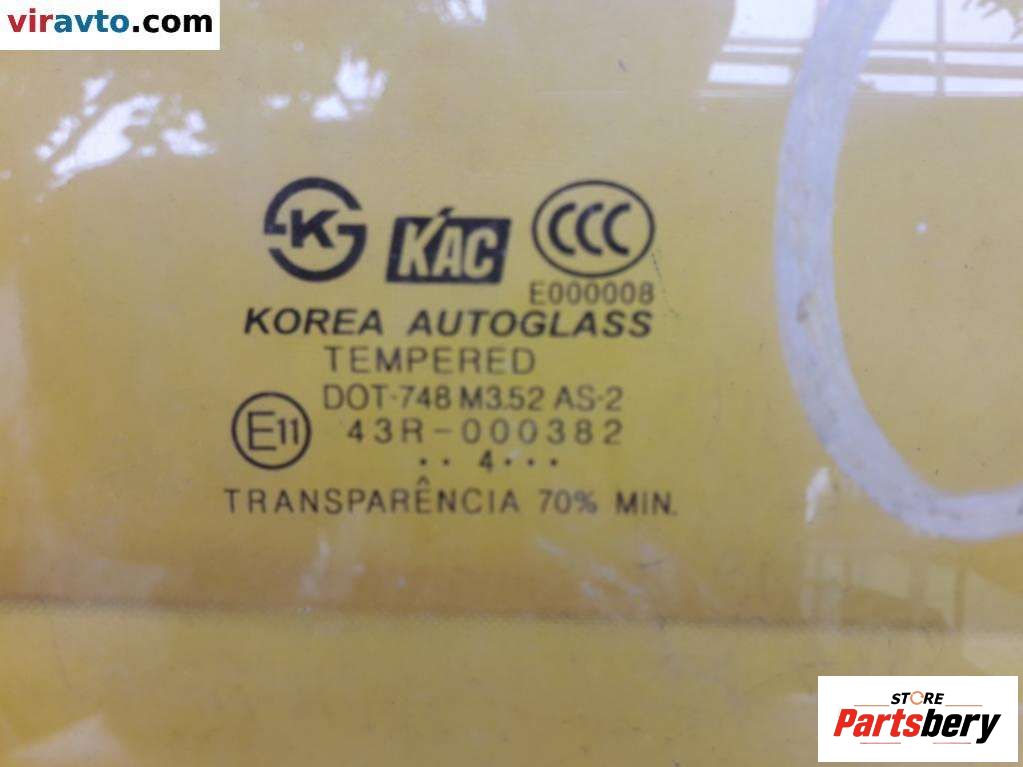 viravto.com
K
KAC
CCC
E000008
KOREA AUTOGLASS
TEMPERED
DOT-748 M3.52 AS-2
E11 43R-000382
•• 4•••
TRANSPARÊNCIA 70% MIN.
STORE
Partsbery